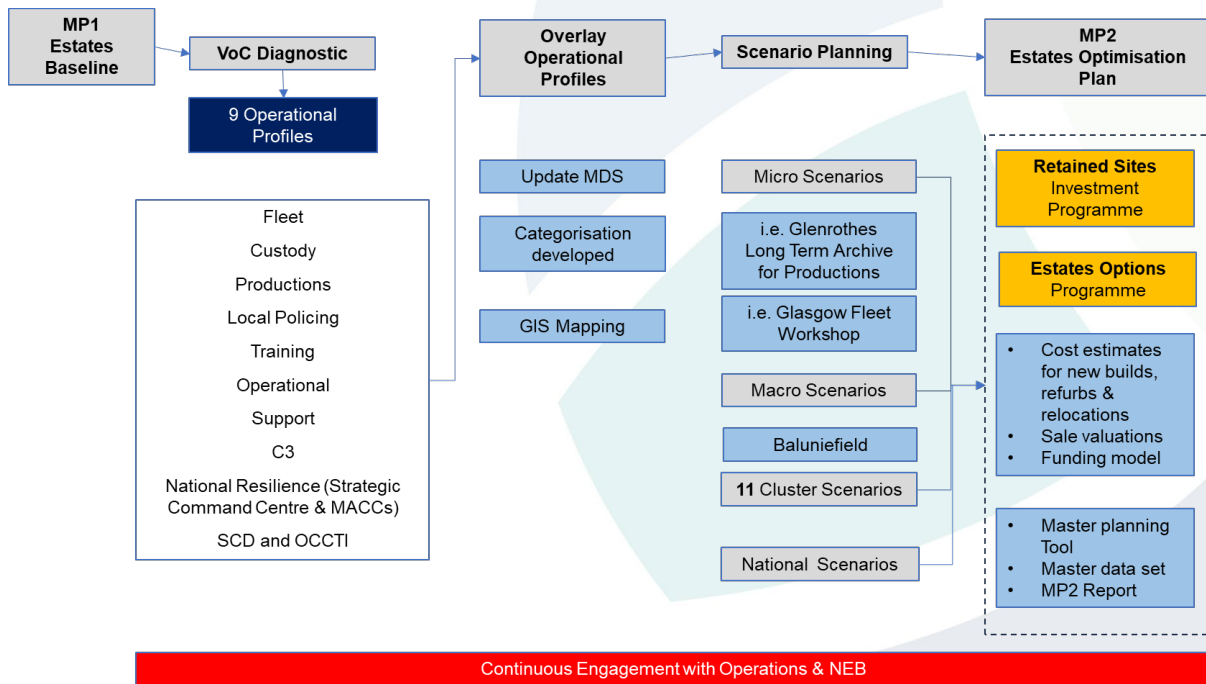 MP1
Estates
Baseline
VoC Diagnostic
9 Operational
Profiles
Fleet
Custody
Productions
Local Policing
Training
Operational
Support
C3
National Resilience (Strategic
Command Centre & MACCs)
SCD and OCCTI
Overlay
Operational
Profiles
Update MDS
Categorisation
developed
GIS Mapping
Scenario Planning
Micro Scenarios
i.e. Glenrothes
Long Term Archive
for Productions
i.e. Glasgow Fleet
Workshop
Macro Scenarios
Baluniefield
11 Cluster Scenarios
National Scenarios
MP2
Estates Optimisation
Plan
Retained Sites
Investment
Programme
Estates Options
Programme
• Cost estimates
for new builds,
refurbs &
relocations
• Sale valuations
• Funding model
• Master planning
Tool
• Master data set
• MP2 Report
Continuous Engagement with Operations & NEB